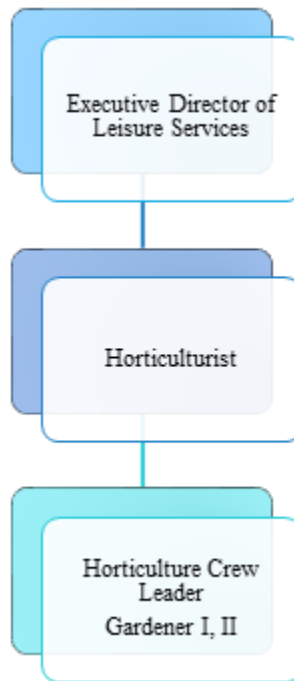 Executive Director of
Leisure Services
Horticulturist
Horticulture Crew
Leader
Gardener I, II